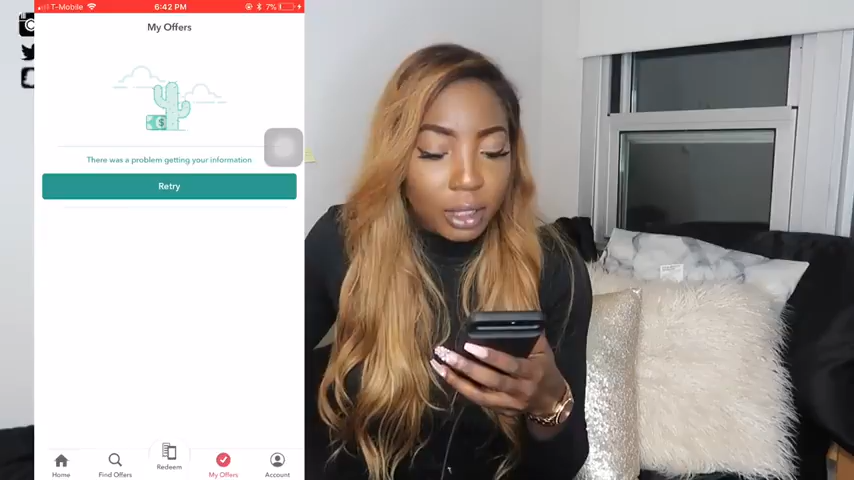 T-Mobile 6:42 PM 7%
My Offers
$
There was a problem getting your information
Retry
Home Find Offers Redeem My Offers Account